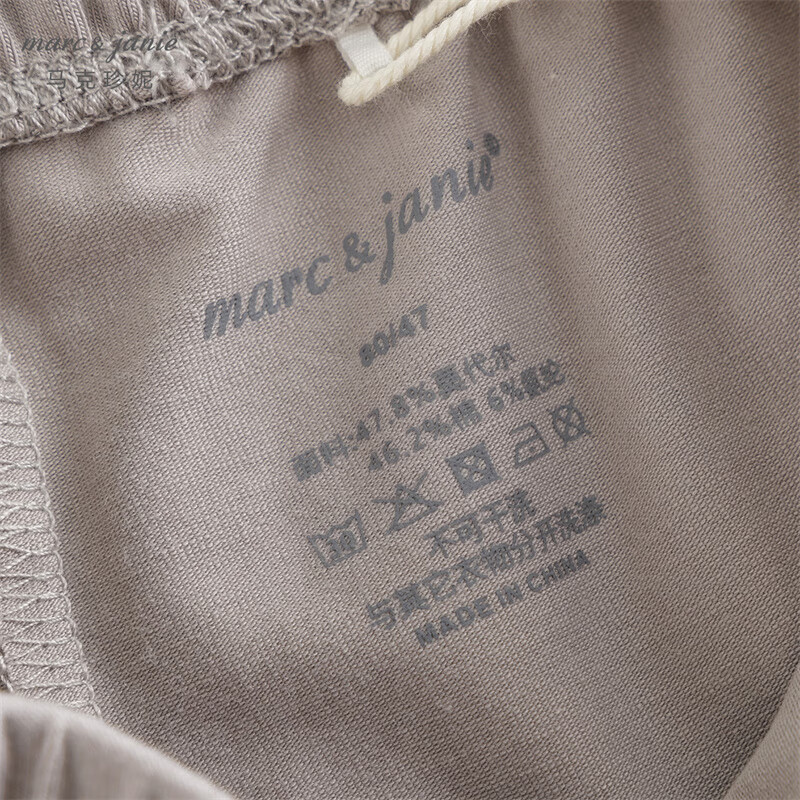 marc & janie
马克珍妮
marc & janie®
80/47
面料:47.8%莫代尔
46.2%棉 6%氨纶
30
不可干洗
与其它衣物分开洗涤
MADE IN CHINA